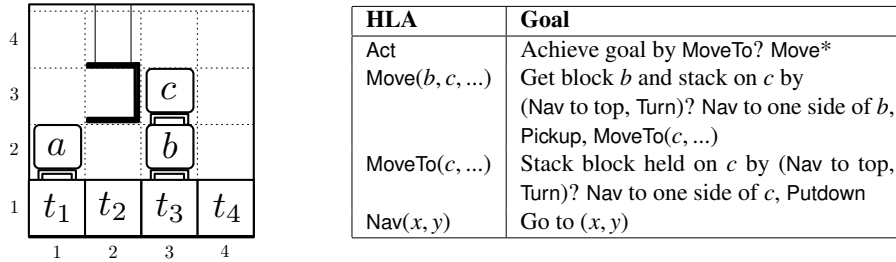 4
3
2
1
c
a
b
t₁ t₂ t₃ t₄
1 2 3 4
HLA Goal
Act Achieve goal by MoveTo? Move*
Move(b, c, ...) Get block b and stack on c by
(Nav to top, Turn)? Nav to one side of b,
Pickup, MoveTo(c, ...)
MoveTo(c, ...) Stack block held on c by (Nav to top,
Turn)? Nav to one side of c, Putdown
Nav(x, y) Go to (x, y)